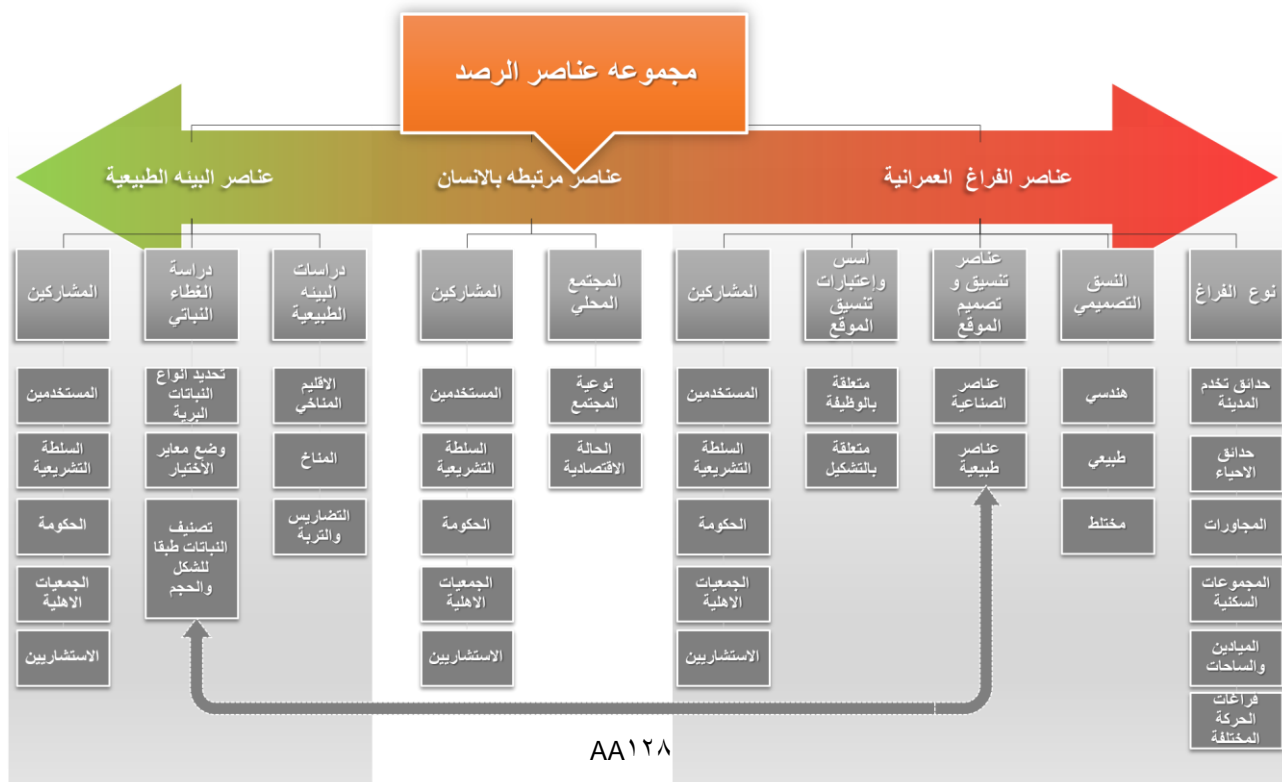 مجموعه عناصر الرصد
عناصر الفراغ العمرانية
عناصر مرتبطه بالانسان
عناصر البيئه الطبيعية
نوع الفراغ
حدائق تخدم
المدينة
حدائق
الاحياء
المجاورات
المجموعات
السكنية
الميادين
والساحات
فراغات
الحركة
المختلفة
النسق
التصميمي
هندسي
طبيعي
مختلط
عناصر
تنسيق و
تصميم
الموقع
عناصر
الصناعية
عناصر
طبيعية
اسس
وإعتبارات
تنسيق
الموقع
متعلقة
بالوظيفة
متعلقة
بالتشكيل
المشاركين
المستخدمين
السلطة
التشريعية
الحكومة
الجمعيات
الاهلية
الاستشاريين
المجتمع
المحلي
نوعية
المجتمع
الحالة
الاقتصادية
المشاركين
المستخدمين
السلطة
التشريعية
الحكومة
الجمعيات
الاهلية
الاستشاريين
دراسات
البيئه
الطبيعية
الاقليم
المناخي
المناخ
التضاريس
والتربة
دراسة
الغطاء
النباتي
تحديد انواع
النباتات
البرية
وضع معاير
الأختيار
تصنيف
النباتات طبقا
للشكل
والحجم
المشاركين
المستخدمين
السلطة
التشريعية
الحكومة
الجمعيات
الاهلية
الاستشاريين
AA١٢٨